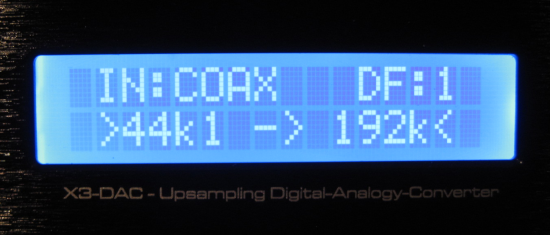 IN:COAX DF:1
>44k1 -> 192k<
X3-DAC - Upsampling Digital-Analogy-Converter